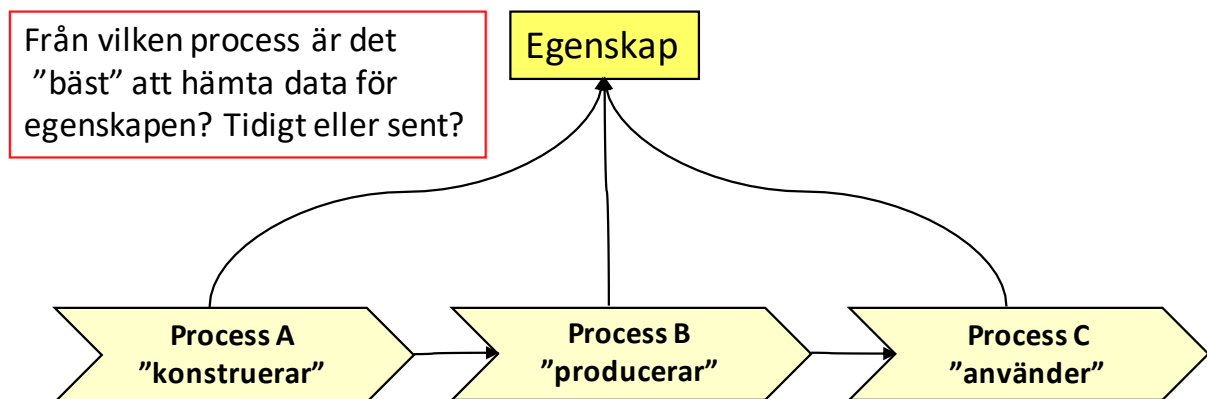 Från vilken process är det
”bäst” att hämta data för
egenskapen? Tidigt eller sent?
Egenskap
Process A
”konstruerar”
Process B
”producerar”
Process C
”använder”